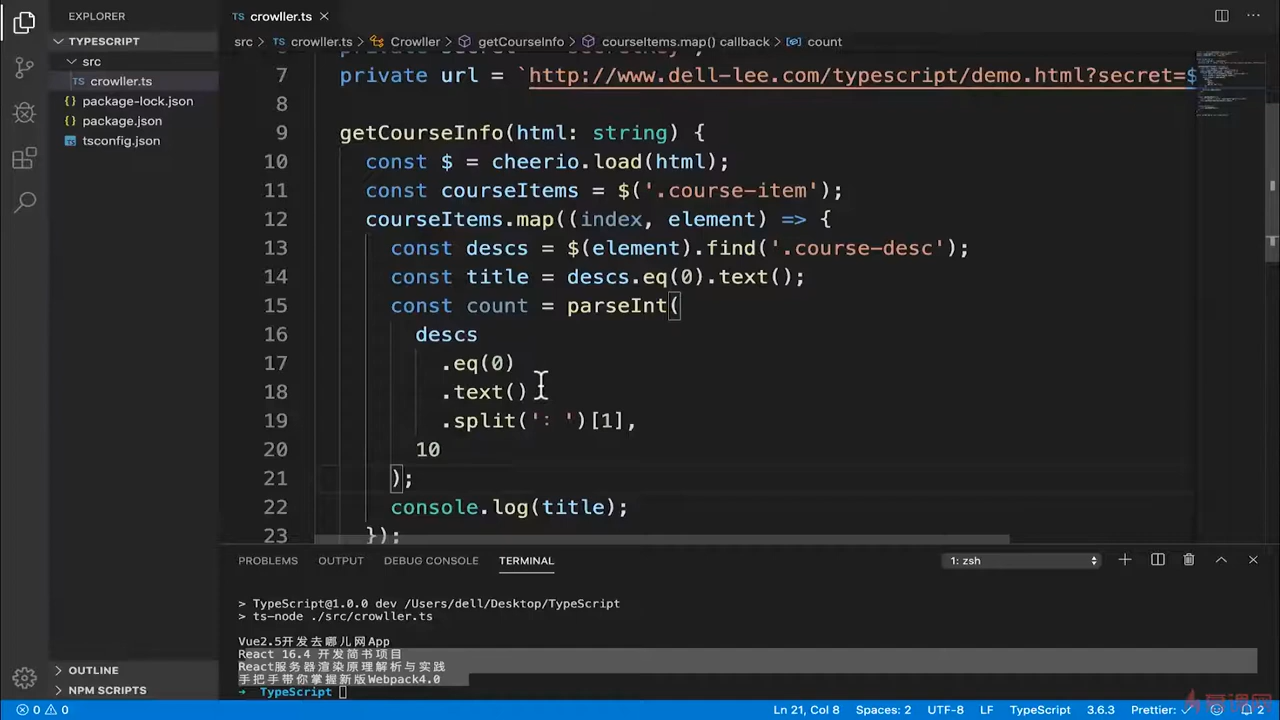 EXPLORER
TS crowller.ts
TYPESCRIPT
src > TS crowller.ts > Crowller > getCourseInfo > courseItems.map() callback > count
src
TS crowller.ts
package-lock.json
package.json
tsconfig.json
7 private url = `http://www.dell-lee.com/typescript/demo.html?secret=$
8
9 getCourseInfo(html: string) {
10 const $ = cheerio.load(html);
11 const courseItems = $('.course-item');
12 courseItems.map((index, element) => {
13 const descs = $(element).find('.course-desc');
14 const title = descs.eq(0).text();
15 const count = parseInt(
16 descs
17 .eq(0)
18 .text()
19 .split('：')[1],
20 10
21 );
22 console.log(title);
23 });
PROBLEMS OUTPUT DEBUG CONSOLE TERMINAL 1: zsh
> TypeScript@1.0.0 dev /Users/dell/Desktop/TypeScript
> ts-node ./src/crowller.ts
Vue2.5开发去哪儿网App
React 16.4 开发简书项目
React服务器渲染原理解析与实践
手把手带你掌握新版Webpack4.0
→ TypeScript
OUTLINE
NPM SCRIPTS
0 0 Ln 21, Col 8 Spaces: 2 UTF-8 LF TypeScript 3.6.3 Prettier: ✓ 2
慕课网